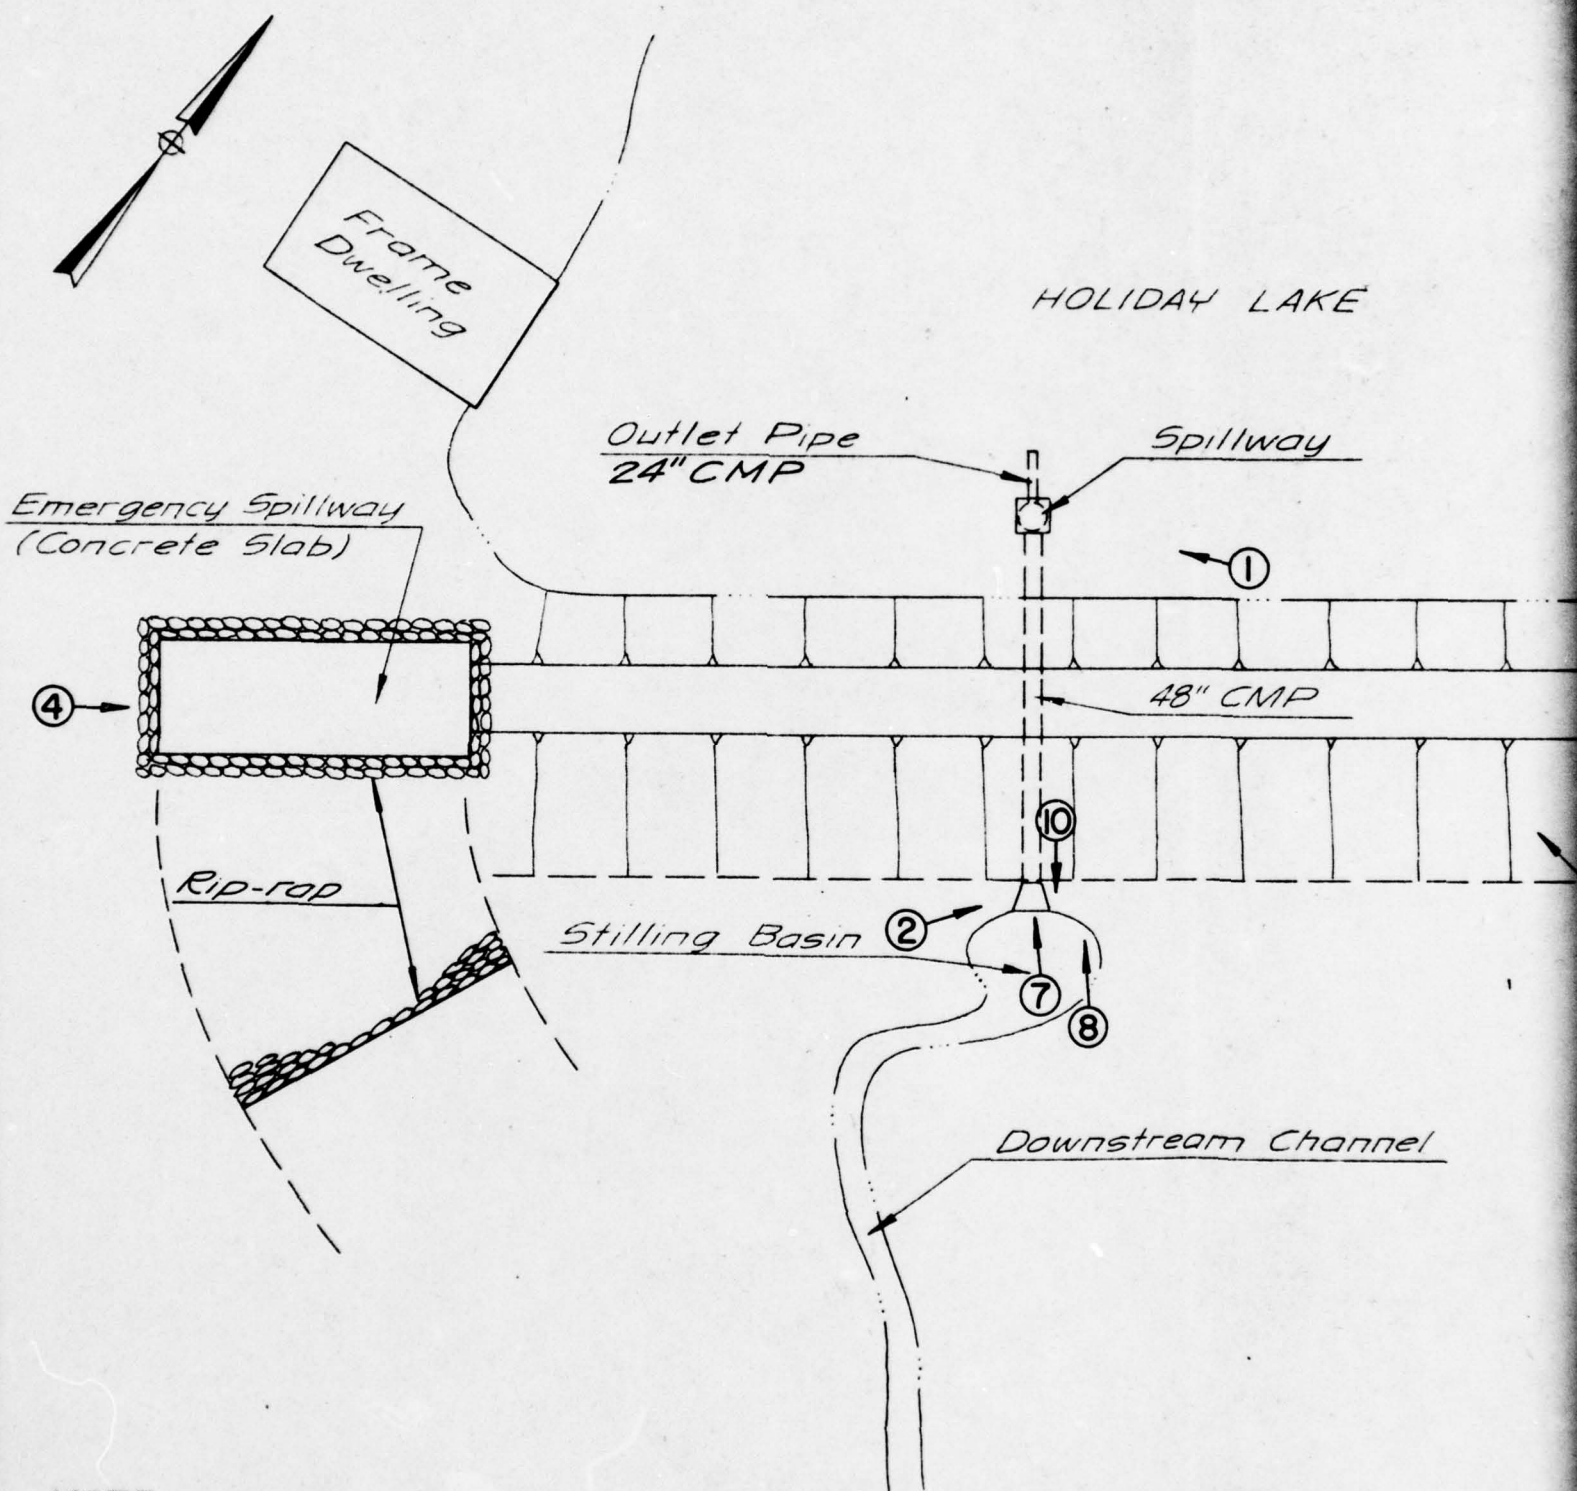 Frame
Dwelling
HOLIDAY LAKE
Outlet Pipe
24" CMP
Spillway
Emergency Spillway
(Concrete Slab)
1
4
48" CMP
10
Rip-rap
2
Stilling Basin
7
8
Downstream Channel